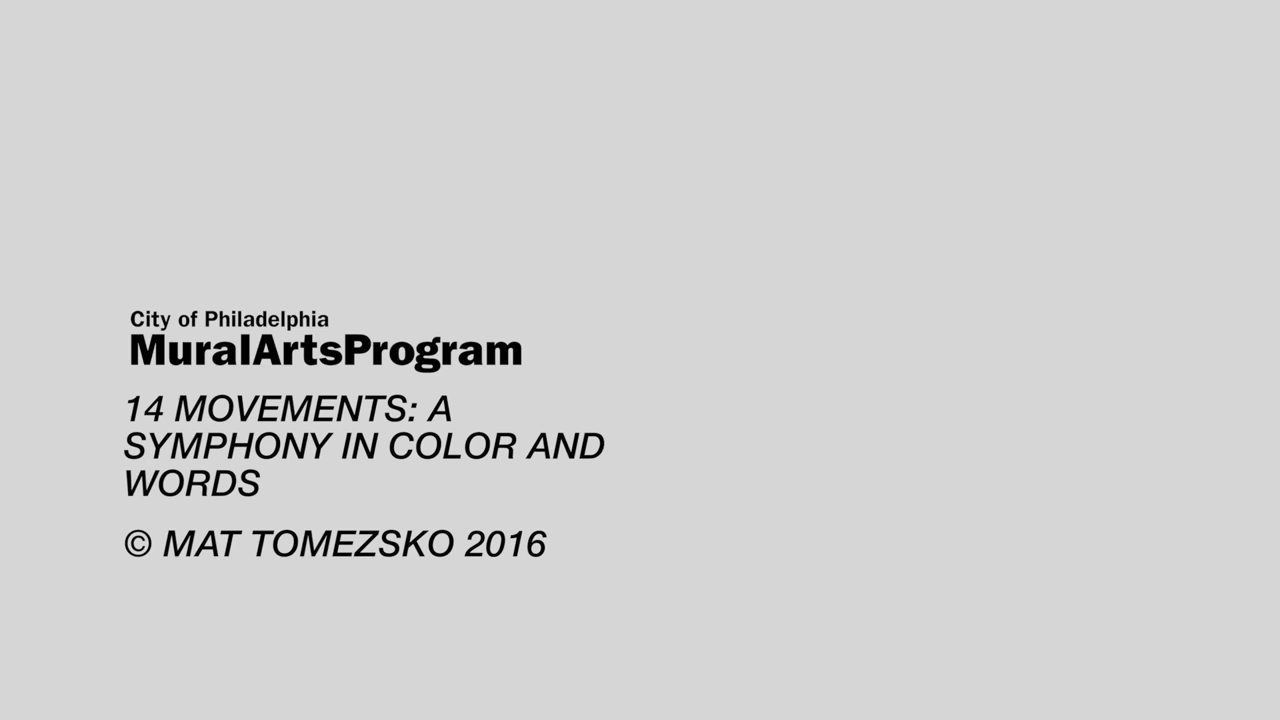 City of Philadelphia
MuralArtsProgram
14 MOVEMENTS: A
SYMPHONY IN COLOR AND
WORDS
© MAT TOMEZSKO 2016